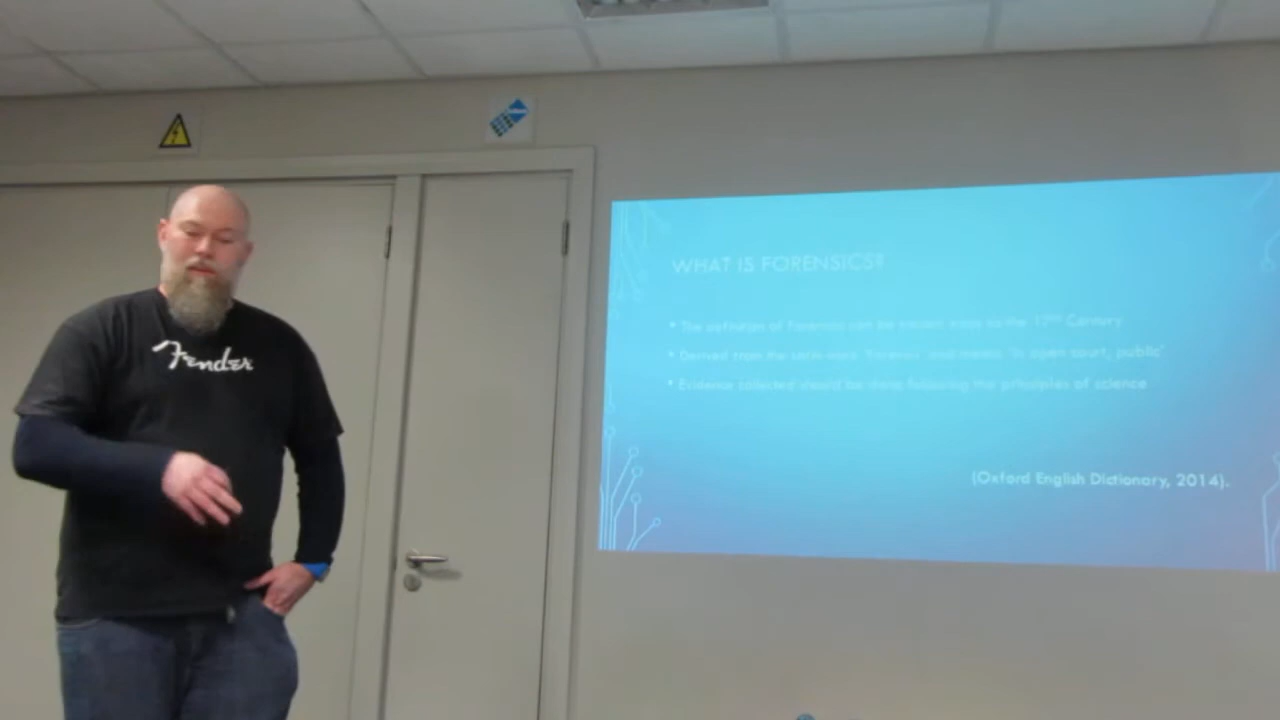 Fender
WHAT IS FORENSICS?
• The definition of forensics can be traced back to the 17th Century
• Derived from the word "Forensis" and means "in open court, public"
• Evidence collected should be done following the principles of science
(Oxford English Dictionary, 2014).